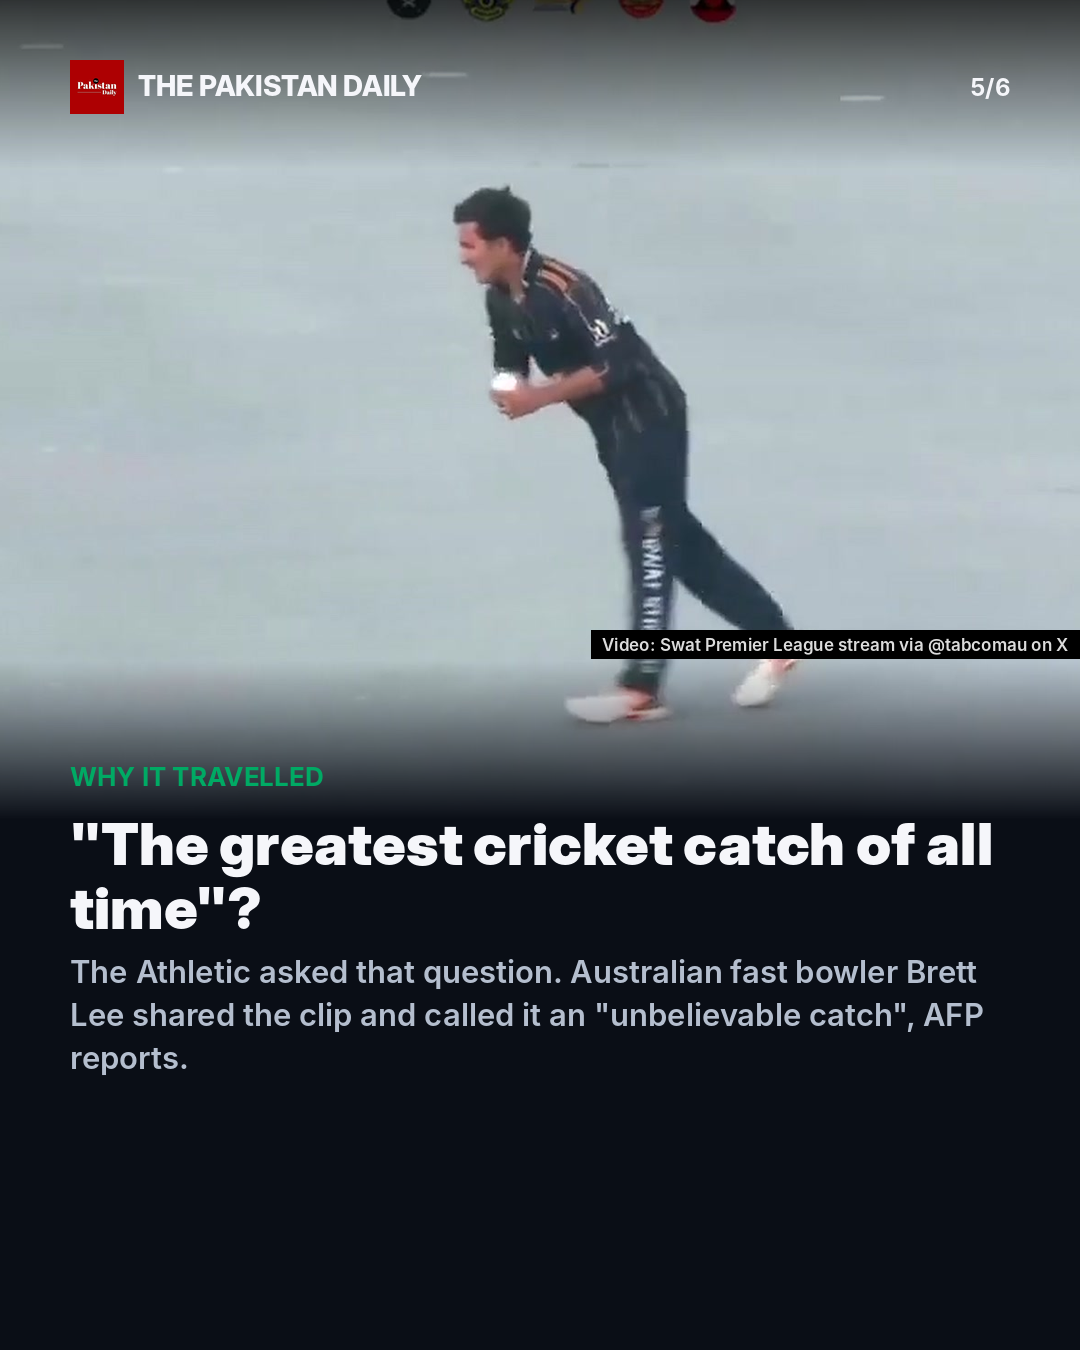 Pakistan
Daily
THE PAKISTAN DAILY
5/6
Video: Swat Premier League stream via @tabcomau on X
WHY IT TRAVELLED
"The greatest cricket catch of all
time"?
The Athletic asked that question. Australian fast bowler Brett
Lee shared the clip and called it an "unbelievable catch", AFP
reports.